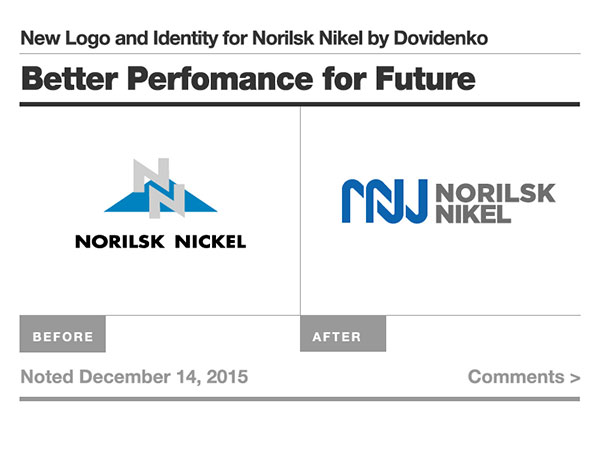 New Logo and Identity for Norilsk Nikel by Dovidenko
Better Perfomance for Future
NN
NORILSK NICKEL
NORILSK
NIKEL
BEFORE
AFTER
Noted December 14, 2015
Comments >